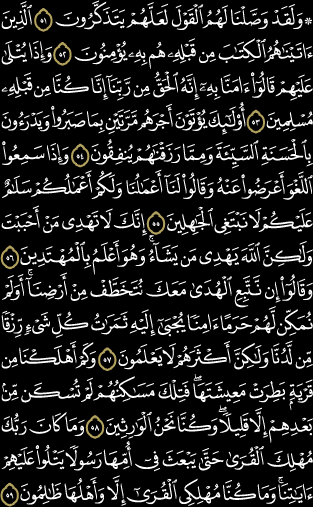 ۞ وَلَقَدْ وَصَّلْنَا لَهُمُ ٱلْقَوْلَ لَعَلَّهُمْ يَتَذَكَّرُونَ ٥١ ٱلَّذِينَ
ءَاتَيْنَٰهُمُ ٱلْكِتَٰبَ مِن قَبْلِهِۦ هُم بِهِۦ يُؤْمِنُونَ ٥٢ وَإِذَا يُتْلَىٰ
عَلَيْهِمْ قَالُوٓا۟ ءَامَنَّا بِهِۦٓ إِنَّهُ ٱلْحَقُّ مِن رَّبِّنَآ إِنَّا كُنَّا مِن قَبْلِهِۦ
مُسْلِمِينَ ٥٣ أُو۟لَٰٓئِكَ يُؤْتَوْنَ أَجْرَهُم مَّرَّتَيْنِ بِمَا صَبَرُوا۟ وَيَدْرَءُونَ
بِٱلْحَسَنَةِ ٱلسَّيِّئَةَ وَمِمَّا رَزَقْنَٰهُمْ يُنفِقُونَ ٥٤ وَإِذَا سَمِعُوا۟
ٱللَّغْوَ أَعْرَضُوا۟ عَنْهُ وَقَالُوا۟ لَنَآ أَعْمَٰلُنَا وَلَكُمْ أَعْمَٰلُكُمْ سَلَٰمٌ
عَلَيْكُمْ لَا نَبْتَغِى ٱلْجَٰهِلِينَ ٥٥ إِنَّكَ لَا تَهْدِى مَنْ أَحْبَبْتَ
وَلَٰكِنَّ ٱللَّهَ يَهْدِى مَن يَشَآءُ ۚ وَهُوَ أَعْلَمُ بِٱلْمُهْتَدِينَ ٥٦
وَقَالُوٓا۟ إِن نَّتَّبِعِ ٱلْهُدَىٰ مَعَكَ نُتَخَطَّفْ مِنْ أَرْضِنَآ ۚ أَوَلَمْ
نُمَكِّن لَّهُمْ حَرَمًا ءَامِنًا يُجْبَىٰٓ إِلَيْهِ ثَمَرَٰتُ كُلِّ شَىْءٍ رِّزْقًا
مِّن لَّدُنَّا وَلَٰكِنَّ أَكْثَرَهُمْ لَا يَعْلَمُونَ ٥٧ وَكَمْ أَهْلَكْنَا مِن
قَرْيَةٍۭ بَطِرَتْ مَعِيشَتَهَا ۖ فَتِلْكَ مَسَٰكِنُهُمْ لَمْ تُسْكَن مِّنۢ
بَعْدِهِمْ إِلَّا قَلِيلًا ۖ وَكُنَّا نَحْنُ ٱلْوَٰرِثِينَ ٥٨ وَمَا كَانَ رَبُّكَ
مُهْلِكَ ٱلْقُرَىٰ حَتَّىٰ يَبْعَثَ فِىٓ أُمِّهَا رَسُولًا يَتْلُوا۟ عَلَيْهِمْ
ءَايَٰتِنَا ۚ وَمَا كُنَّا مُهْلِكِى ٱلْقُرَىٰٓ إِلَّا وَأَهْلُهَا ظَٰلِمُونَ ٥٩